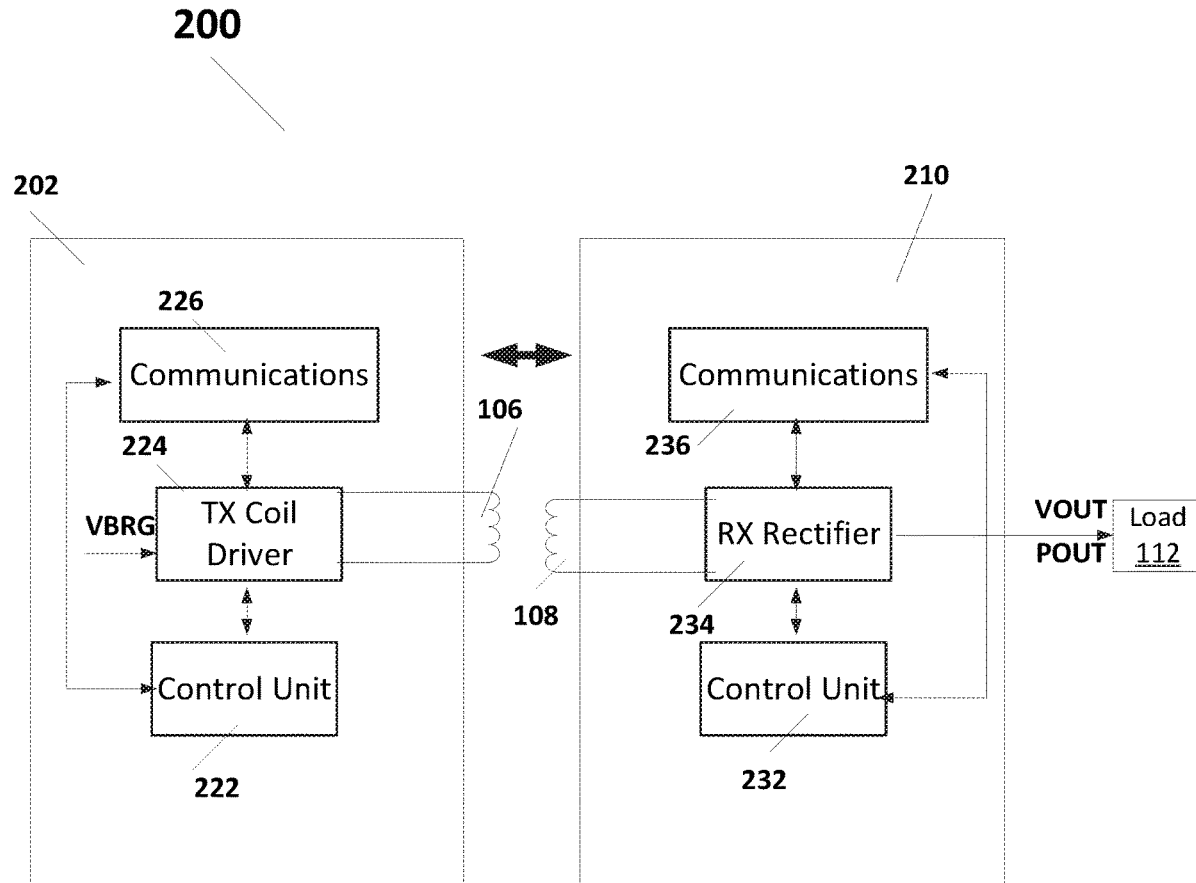 200
202
210
226
Communications
Communications
106
224
236
TX Coil
Driver
VBRG
RX Rectifier
VOUT
POUT
Load
112
108
234
Control Unit
Control Unit
222
232